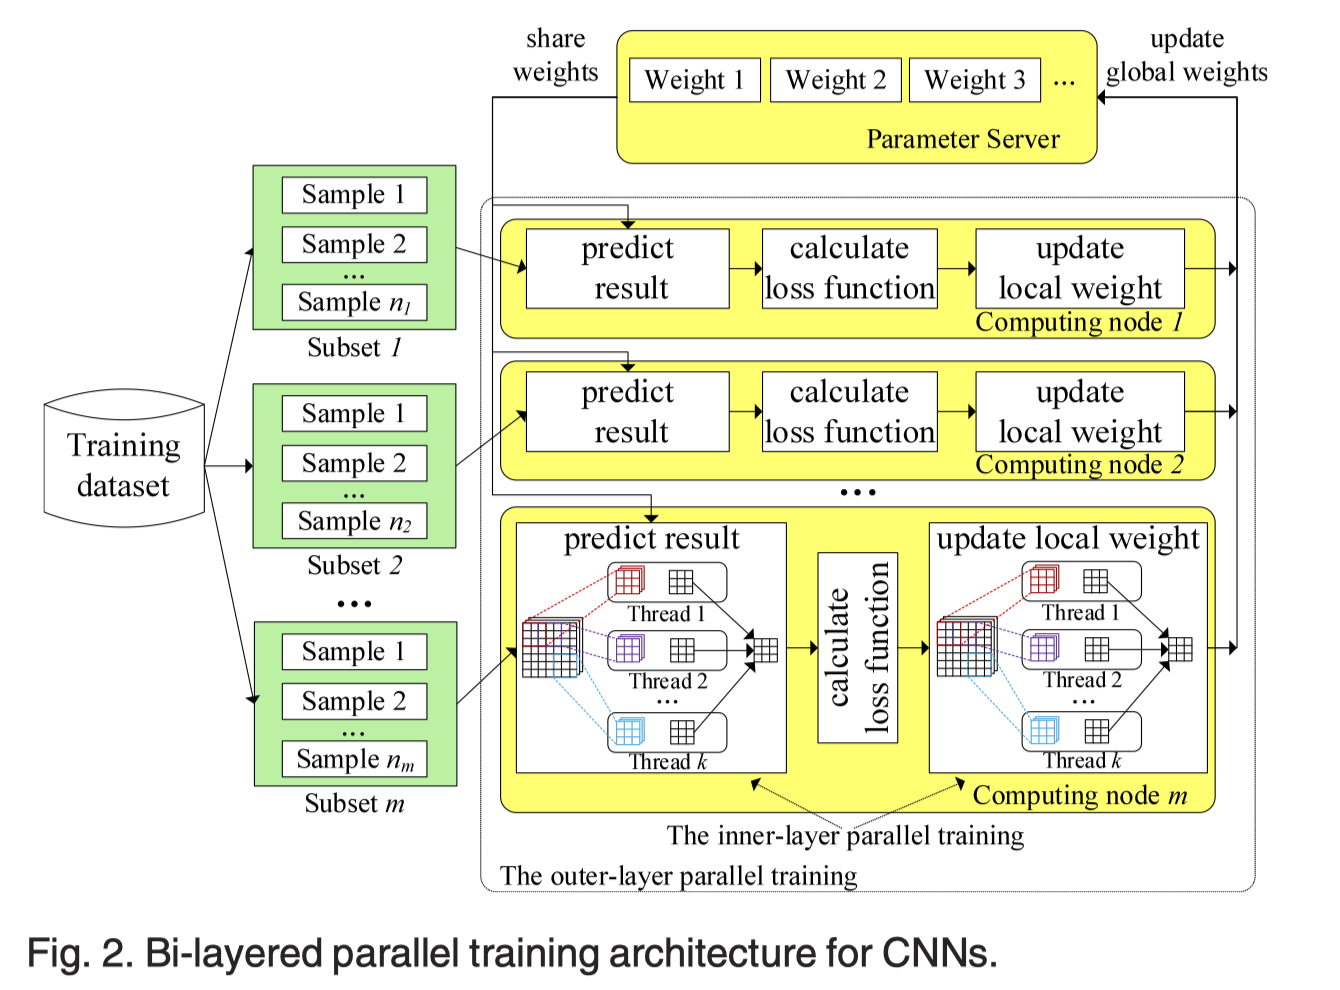 share
weights
Weight 1
Weight 2
Weight 3
...
Parameter Server
update
global weights
Training
dataset
Sample 1
Sample 2
...
Sample n1
Subset 1
Sample 1
Sample 2
...
Sample n2
Subset 2
...
Sample 1
Sample 2
...
Sample nm
Subset m
predict
result
calculate
loss function
update
local weight
Computing node 1
predict
result
calculate
loss function
update
local weight
Computing node 2
...
predict result
Thread 1
Thread 2
...
Thread k
calculate
loss function
update local weight
Thread 1
Thread 2
...
Thread k
Computing node m
The inner-layer parallel training
The outer-layer parallel training
Fig. 2. Bi-layered parallel training architecture for CNNs.